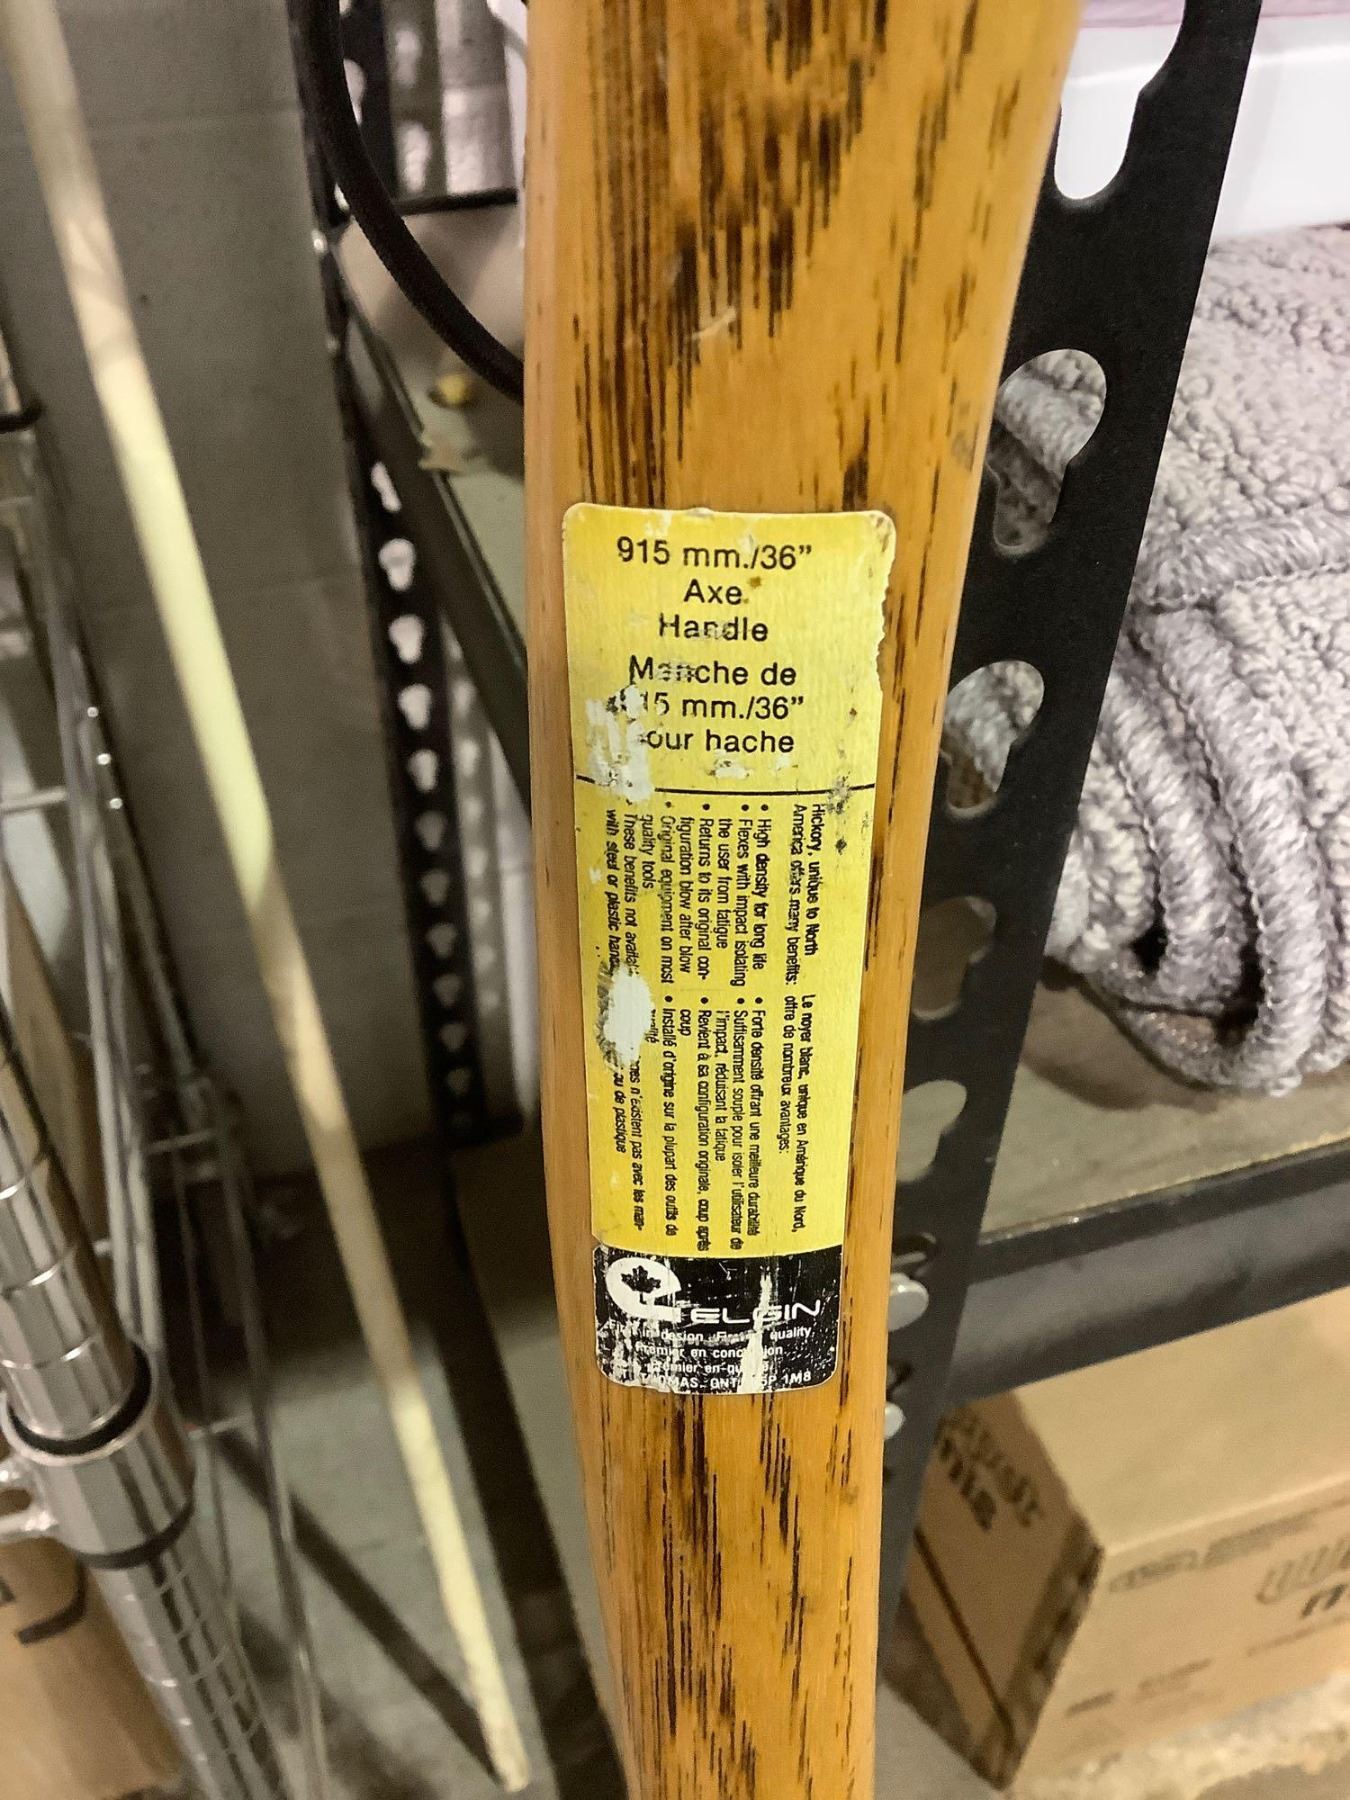 915 mm./36"
Axe
Handle
Manche de
15 mm./36"
our hache
Hickory, unique to North
America offers many benefits:
• High density for long life
• Flexes with impact isolating
the user from fatigue
• Returns to its original con-
figuration blow after blow
• Original equipment on most
quality tools
These benefits not
with steel or plastic
Le noyer blanc, unique en Amérique du Nord,
offre de nombreux avantages:
• Forte densité offrant une meilleure durabilité
• Suffisamment souple pour isoler l'utilisateur de
l'impact, réduisant la fatigue
• Revient à sa configuration originale, coup après
coup
• Installé d'origine sur la plupart des outils de
n'existent pas avec les man-
ou de plastique
ELGIN
in design quality
Premier en
premier en
ONT. 1M8